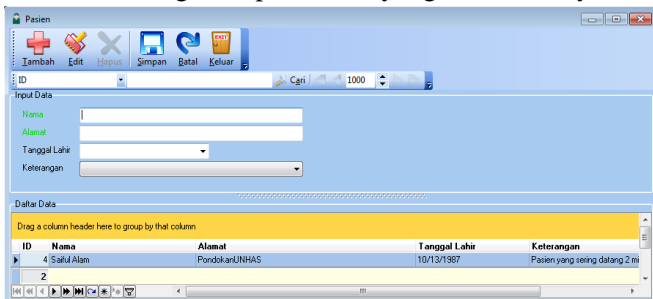 Pasien
EXIT
Tambah Edit Hapus Simpan Batal Keluar
ID Cari 1000
Input Data
Nama
Alamat
Tanggal Lahir
Keterangan
Daftar Data
Drag a column header here to group by that column
ID Nama Alamat Tanggal Lahir Keterangan
4 Saiful Alam PondokanUNHAS 10/13/1987 Pasien yang sering datang 2 mi
2